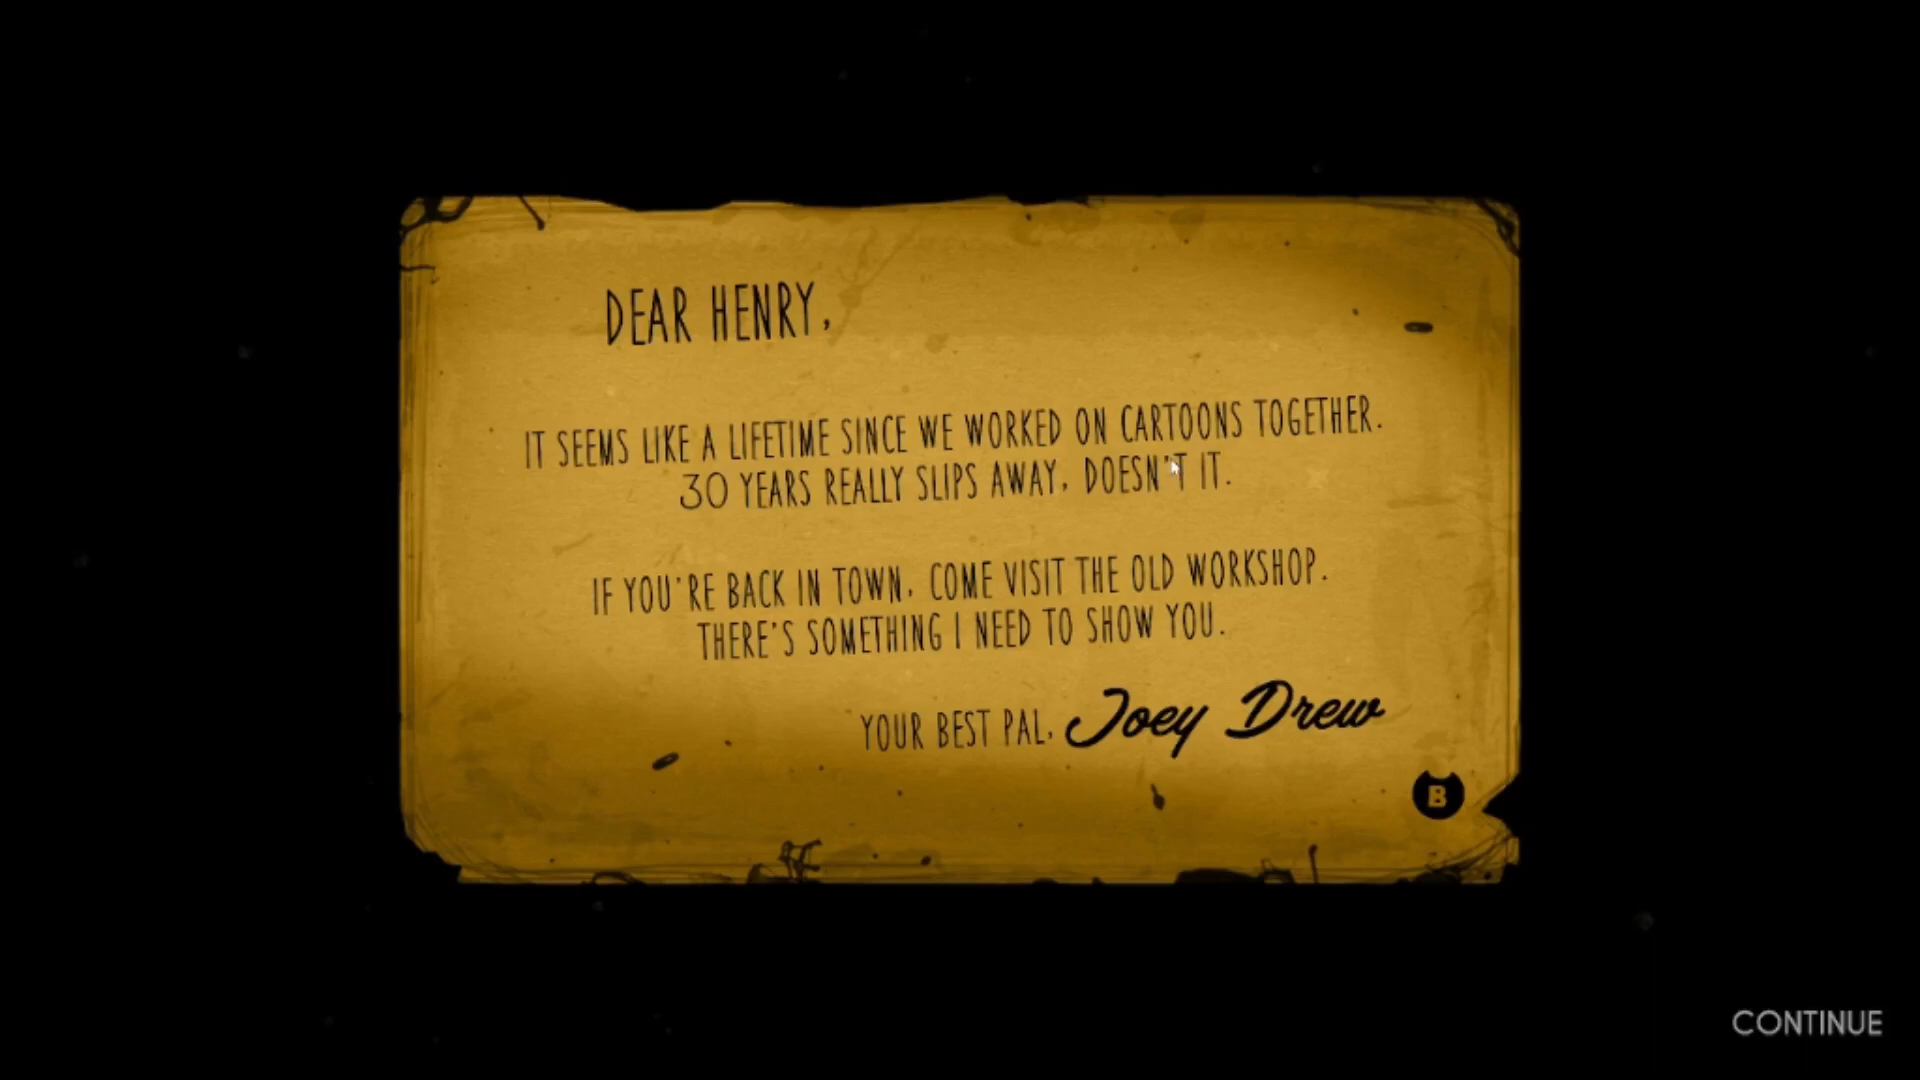 DEAR HENRY,
IT SEEMS LIKE A LIFETIME SINCE WE WORKED ON CARTOONS TOGETHER.
30 YEARS REALLY SLIPS AWAY, DOESN'T IT.
IF YOU'RE BACK IN TOWN, COME VISIT THE OLD WORKSHOP.
THERE'S SOMETHING I NEED TO SHOW YOU.
YOUR BEST PAL, Joey Drew
B
CONTINUE